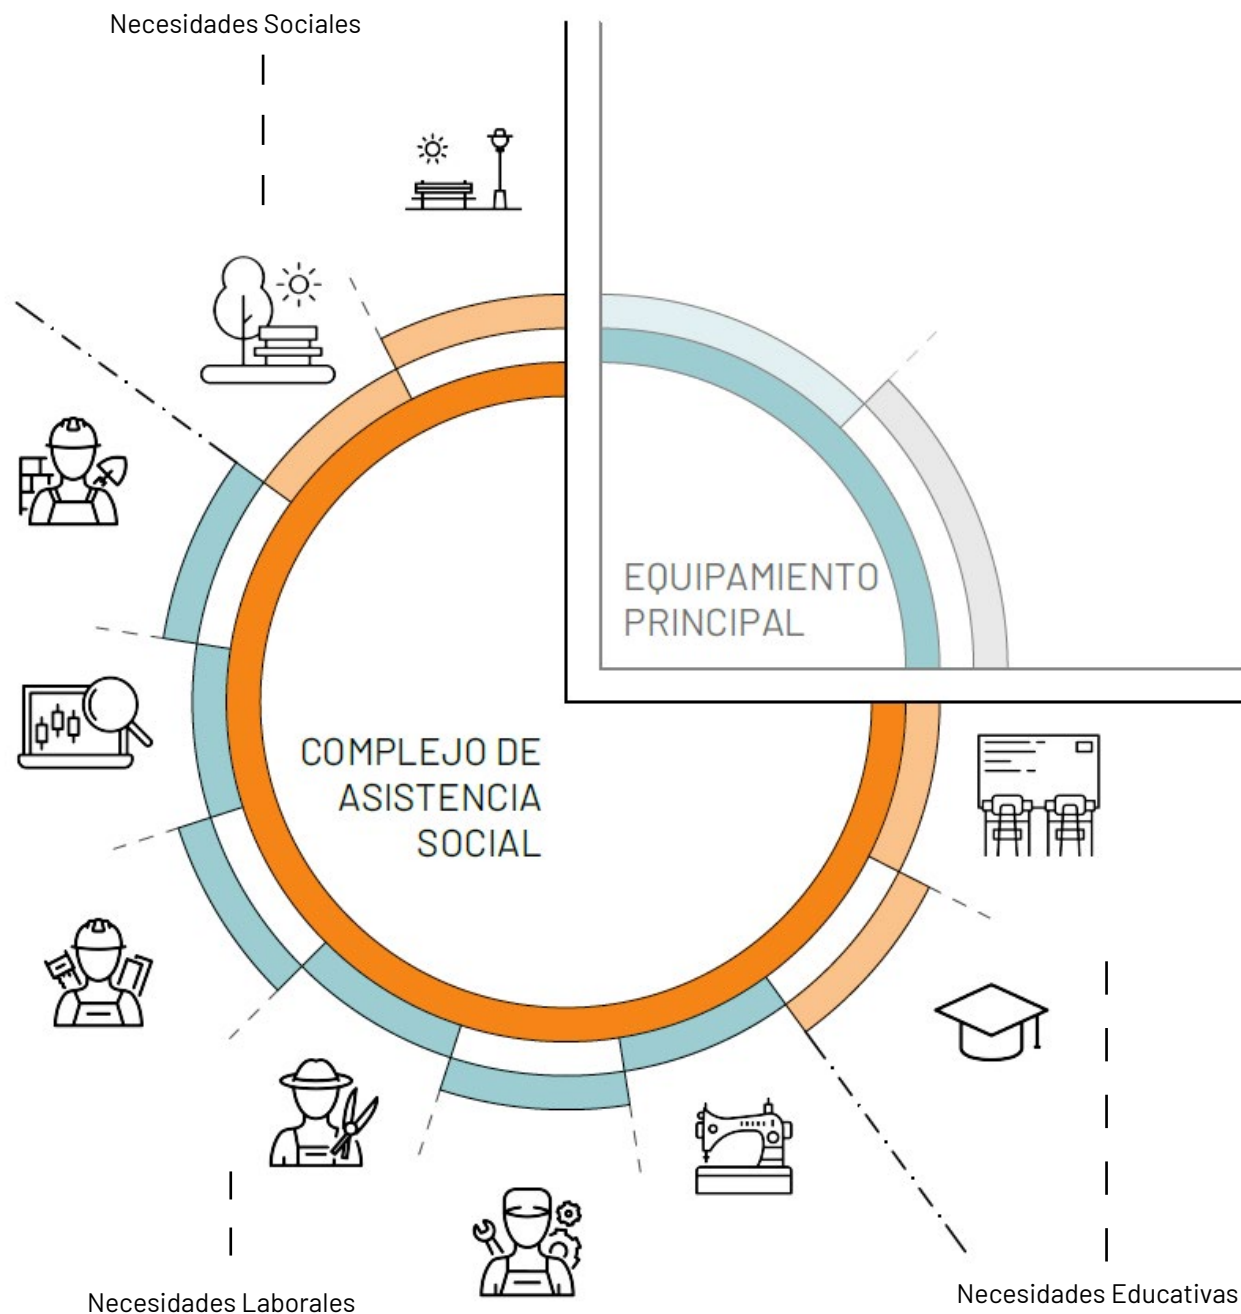 Necesidades Sociales
EQUIPAMIENTO
PRINCIPAL
COMPLEJO DE
ASISTENCIA
SOCIAL
Necesidades Laborales
Necesidades Educativas